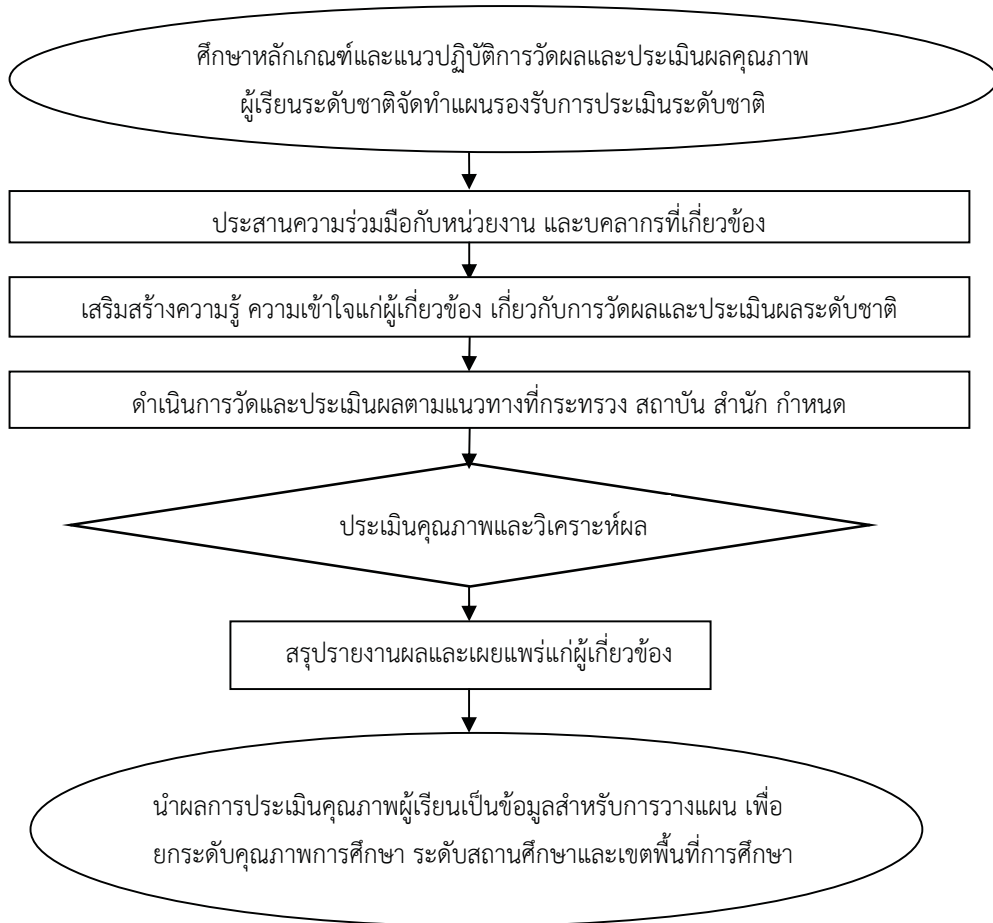 ศึกษาหลักเกณฑ์และแนวปฏิบัติการวัดผลและประเมินผลคุณภาพ
ผู้เรียนระดับชาติจัดทำแผนรองรับการประเมินระดับชาติ
ประสานความร่วมมือกับหน่วยงาน และบคลากรที่เกี่ยวข้อง
เสริมสร้างความรู้ ความเข้าใจแก่ผู้เกี่ยวข้อง เกี่ยวกับการวัดผลและประเมินผลระดับชาติ
ดำเนินการวัดและประเมินผลตามแนวทางที่กระทรวง สถาบัน สำนัก กำหนด
ประเมินคุณภาพและวิเคราะห์ผล
สรุปรายงานผลและเผยแพร่แก่ผู้เกี่ยวข้อง
นำผลการประเมินคุณภาพผู้เรียนเป็นข้อมูลสำหรับการวางแผน เพื่อ
ยกระดับคุณภาพการศึกษา ระดับสถานศึกษาและเขตพื้นที่การศึกษา